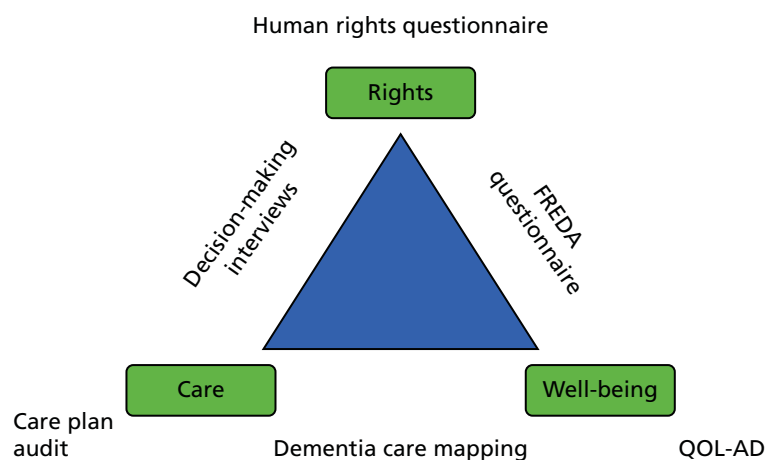 Human rights questionnaire
Rights
Decision-making
interviews
FREDA
questionnaire
Care
Well-being
Care plan
audit
Dementia care mapping
QOL-AD